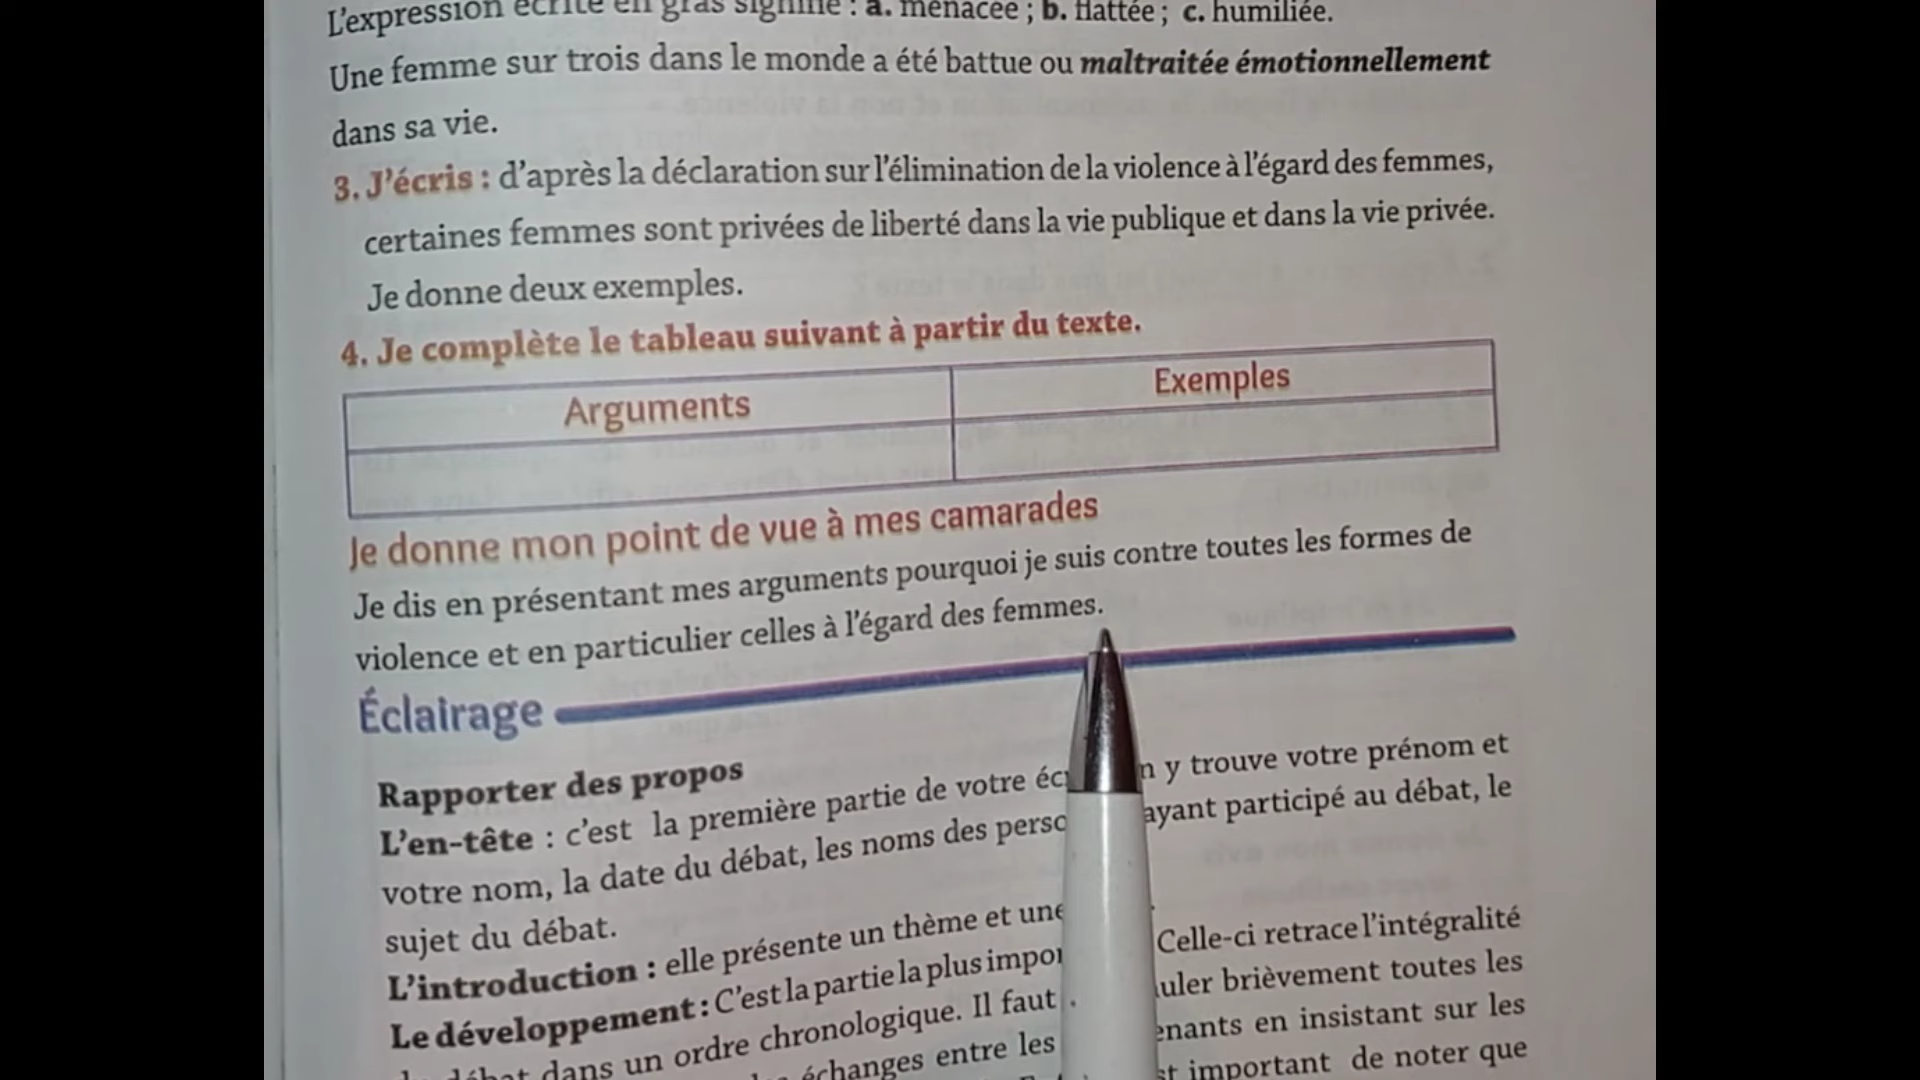 L'expression écrite en gras signifie : a. menacée ; b. flattée ; c. humiliée.
Une femme sur trois dans le monde a été battue ou maltraitée émotionnellement
dans sa vie.
3. J'écris : d'après la déclaration sur l'élimination de la violence à l'égard des femmes,
certaines femmes sont privées de liberté dans la vie publique et dans la vie privée.
Je donne deux exemples.
4. Je complète le tableau suivant à partir du texte.
Arguments Exemples
Je donne mon point de vue à mes camarades
Je dis en présentant mes arguments pourquoi je suis contre toutes les formes de
violence et en particulier celles à l'égard des femmes.
Éclairage
Rapporter des propos
L'en-tête : c'est la première partie de votre y trouve votre prénom et
votre nom, la date du débat, les noms des ayant participé au débat, le
sujet du débat.
L'introduction : elle présente un thème et une
Le développement : C'est la partie la plus Celle-ci retrace l'intégralité
dans un ordre chronologique. Il faut brièvement toutes les
échanges entre les en insistant sur les
important de noter que